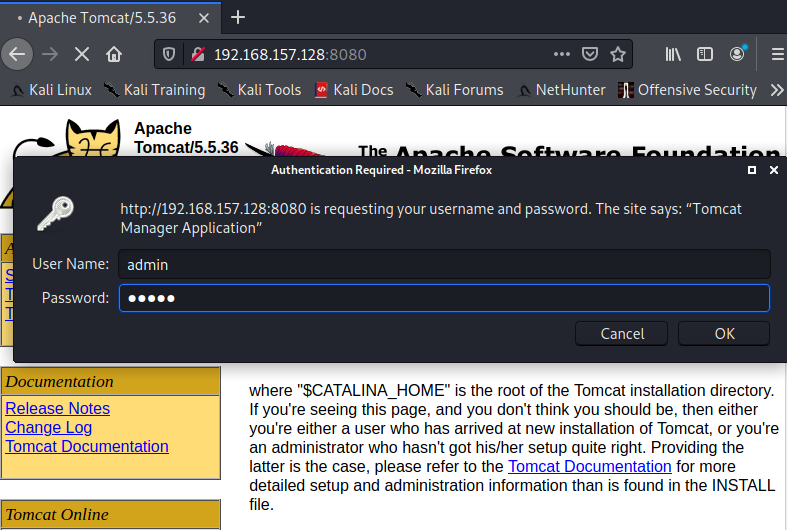 Apache Tomcat/5.5.36
192.168.157.128:8080
Kali Linux Kali Training Kali Tools Kali Docs Kali Forums NetHunter Offensive Security
Apache
Tomcat/5.5.36
The Apache Software Foundation
Authentication Required - Mozilla Firefox
http://192.168.157.128:8080 is requesting your username and password. The site says: “Tomcat
Manager Application”
User Name: admin
Password: ●●●●●
Cancel OK
Documentation
Release Notes
Change Log
Tomcat Documentation
Tomcat Online
where "$CATALINA_HOME" is the root of the Tomcat installation directory.
If you're seeing this page, and you don't think you should be, then either
you're either a user who has arrived at new installation of Tomcat, or you're
an administrator who hasn't got his/her setup quite right. Providing the
latter is the case, please refer to the Tomcat Documentation for more
detailed setup and administration information than is found in the INSTALL
file.